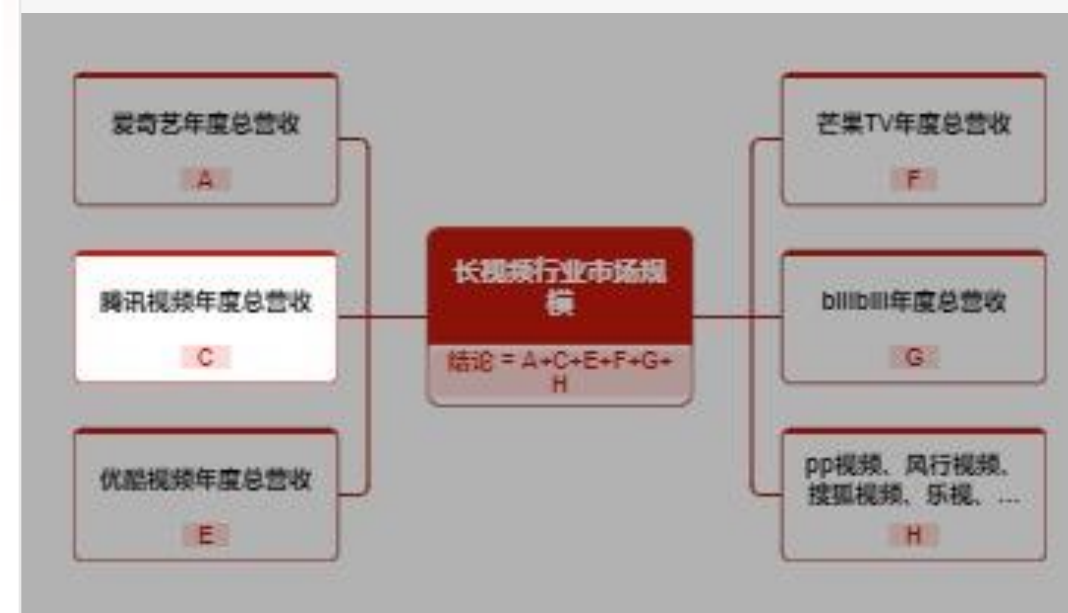 爱奇艺年度总营收
A
腾讯视频年度总营收
C
优酷视频年度总营收
E
长视频行业市场规
模
结论 = A+C+E+F+G+
H
芒果TV年度总营收
F
bilibili年度总营收
G
pp视频、风行视频、
搜狐视频、乐视、...
H